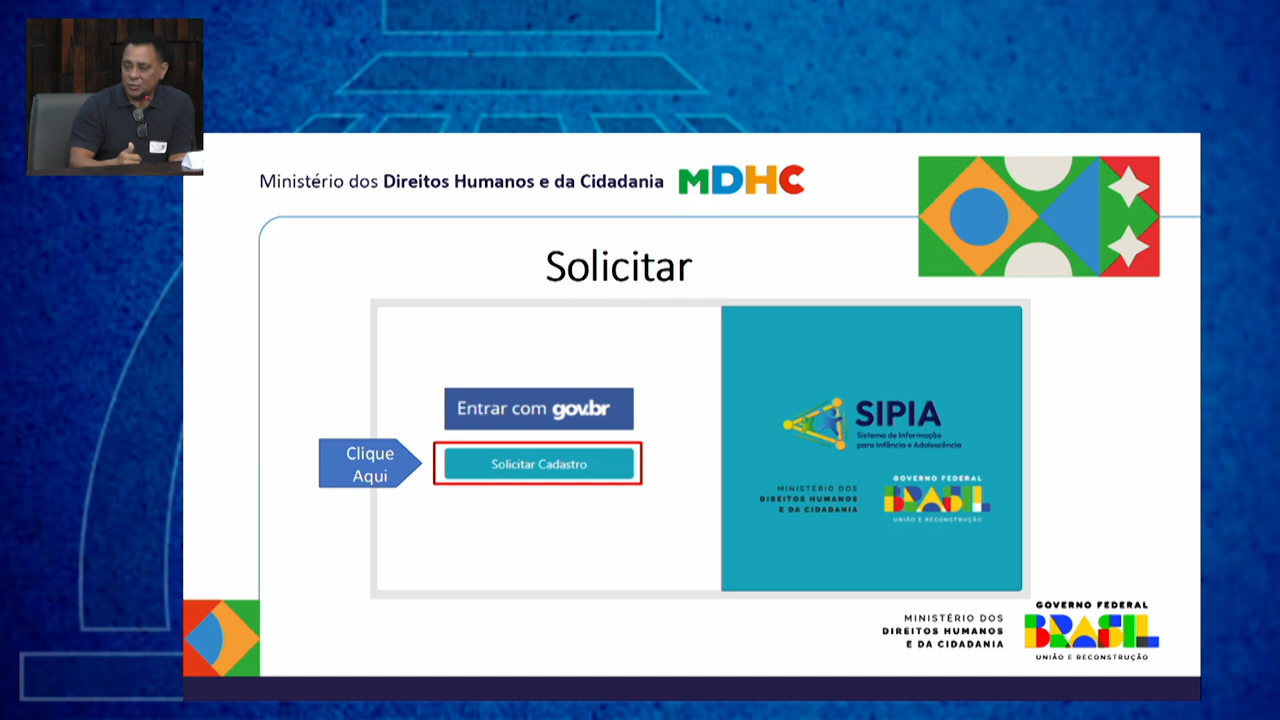 Ministério dos Direitos Humanos e da Cidadania MDHC
Solicitar
Entrar com gov.br
Clique
Aqui
Solicitar Cadastro
SIPIA
Sistema de Informação
para Infância e Adolescência
MINISTÉRIO DOS
DIREITOS HUMANOS
E DA CIDADANIA
GOVERNO FEDERAL
BRASIL
UNIÃO E RECONSTRUÇÃO
MINISTÉRIO DOS
DIREITOS HUMANOS
E DA CIDADANIA
GOVERNO FEDERAL
BRASIL
UNIÃO E RECONSTRUÇÃO